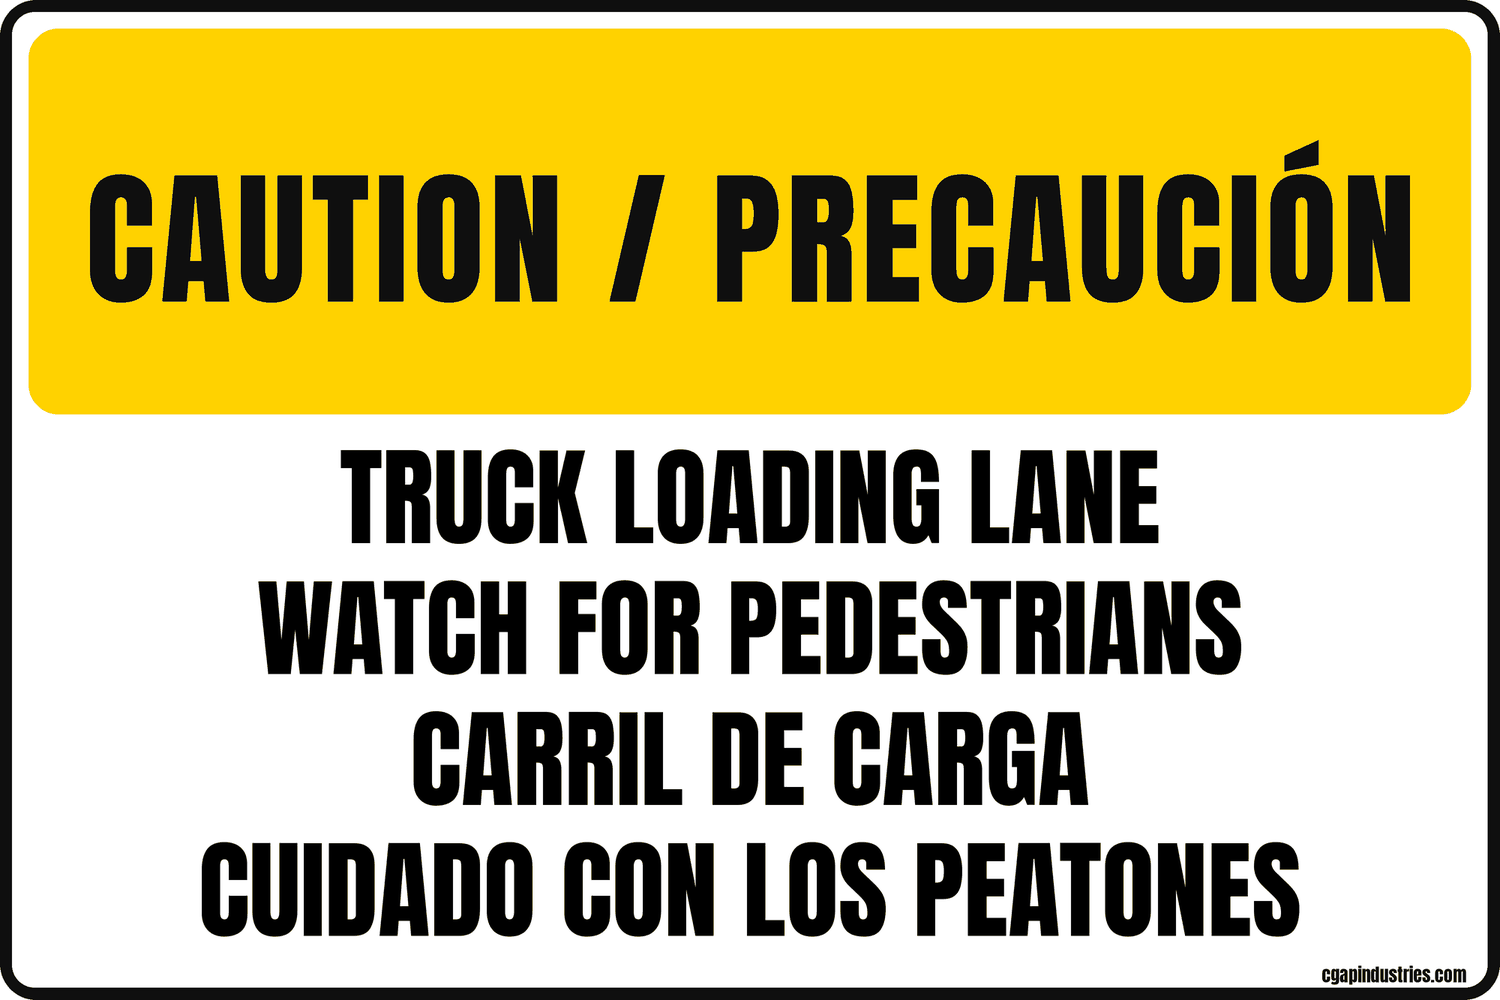 CAUTION / PRECAUCIÓN
TRUCK LOADING LANE
WATCH FOR PEDESTRIANS
CARRIL DE CARGA
CUIDADO CON LOS PEATONES
cgapindustries.com